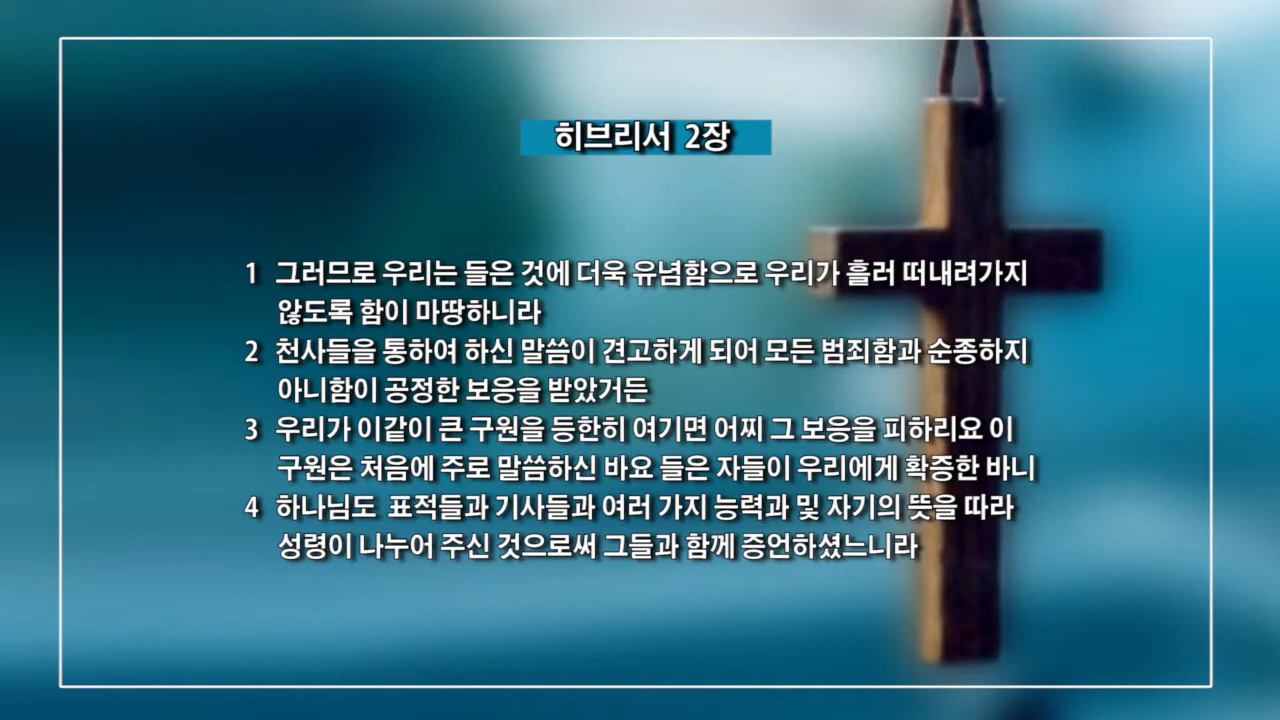 히브리서 2장
1 그러므로 우리는 들은 것에 더욱 유념함으로 우리가 흘러 떠내려가지
않도록 함이 마땅하니라
2 천사들을 통하여 하신 말씀이 견고하게 되어 모든 범죄함과 순종하지
아니함이 공정한 보응을 받았거든
3 우리가 이같이 큰 구원을 등한히 여기면 어찌 그 보응을 피하리요 이
구원은 처음에 주로 말씀하신 바요 들은 자들이 우리에게 확증한 바니
4 하나님도 표적들과 기사들과 여러 가지 능력과 및 자기의 뜻을 따라
성령이 나누어 주신 것으로써 그들과 함께 증언하셨느니라